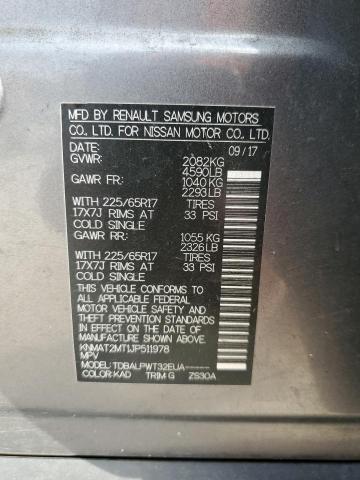 MFD BY RENAULT SAMSUNG MOTORS
CO., LTD. FOR NISSAN MOTOR CO., LTD.
DATE: 09/17
GVWR: 2082KG
4590LB
GAWR FR: 1040 KG
2293LB
WITH 225/65R17 TIRES
17X7J RIMS AT 33 PSI
COLD SINGLE
GAWR RR: 1055 KG
2326LB
WITH 225/65R17 TIRES
17X7J RIMS AT 33 PSI
COLD SINGLE
THIS VEHICLE CONFORMS TO
ALL APPLICABLE FEDERAL
MOTOR VEHICLE SAFETY AND
THEFT PREVENTION STANDARDS
IN EFFECT ON THE DATE OF
MANUFACTURE SHOWN ABOVE.
KNMAT2MT1JP511978
MPV
MODEL: TDBALPWT32EUA-----
COLOR: KAD TRIM: G ZS30A